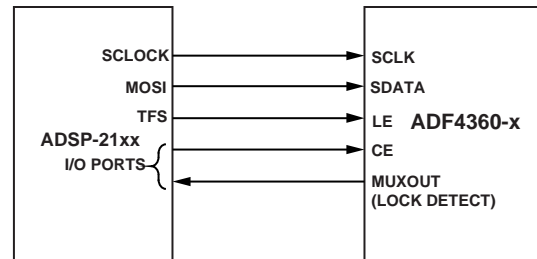 SCLOCK
MOSI
TFS
ADSP-21xx
I/O PORTS
SCLK
SDATA
LE
ADF4360-x
CE
MUXOUT
(LOCK DETECT)